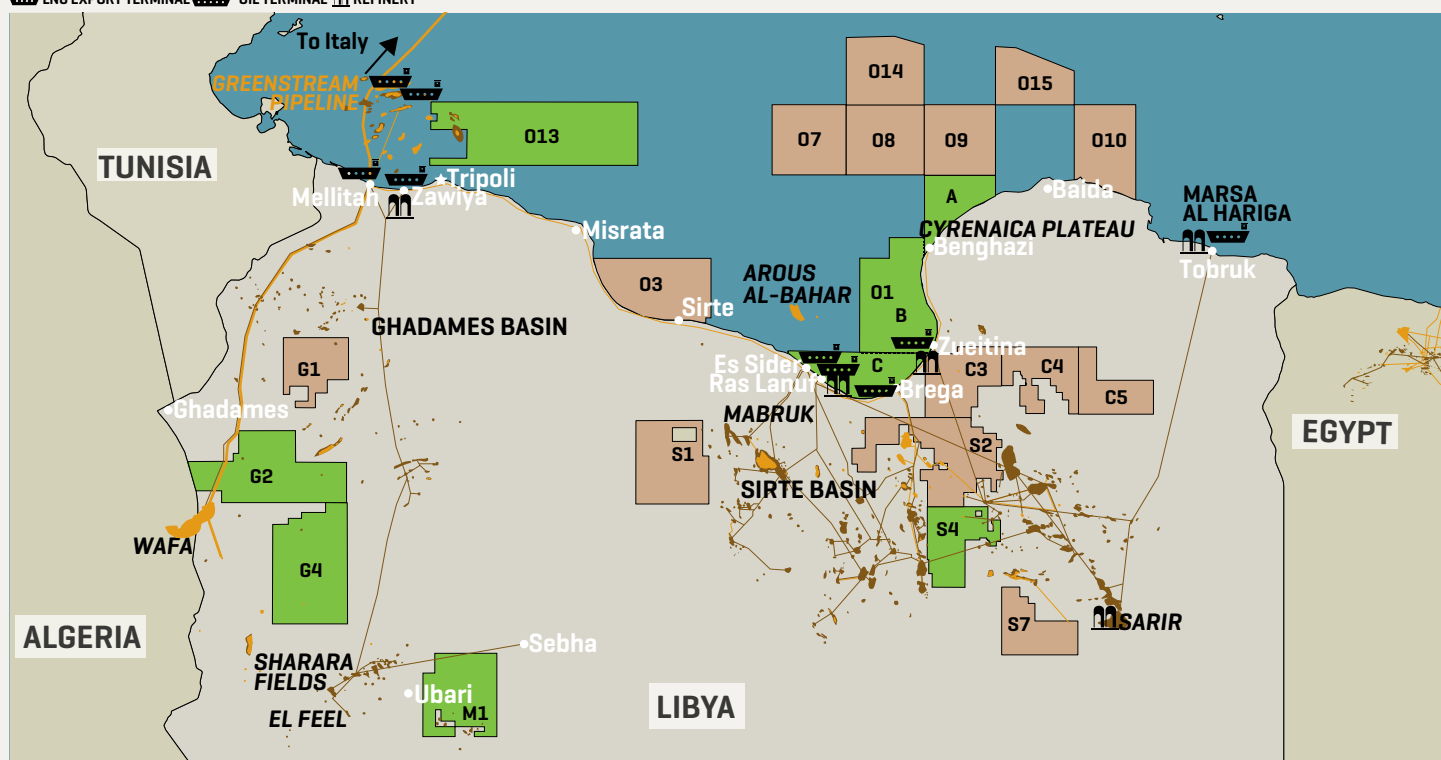 LNG EXPORT TERMINAL OIL TERMINAL REFINERY
To Italy
GREENSTREAM
PIPELINE
TUNISIA
O14
O15
O13
O7
O8
O9
O10
Tripoli
Mellitah
Zawiya
A
Baida
MARSA
AL HARIGA
CYRENAICA PLATEAU
Benghazi
Misrata
Tobruk
AROUS
AL-BAHAR
O3
O1
B
Sirte
GHADAMES BASIN
Zueitina
Es Sider
Ras Lanuf
C
Brega
C3
C4
C5
G1
Ghadames
MABRUK
EGYPT
S1
S2
G2
SIRTE BASIN
WAFA
S4
G4
S7
SARIR
ALGERIA
Sebha
SHARARA
FIELDS
Ubari
EL FEEL
M1
LIBYA